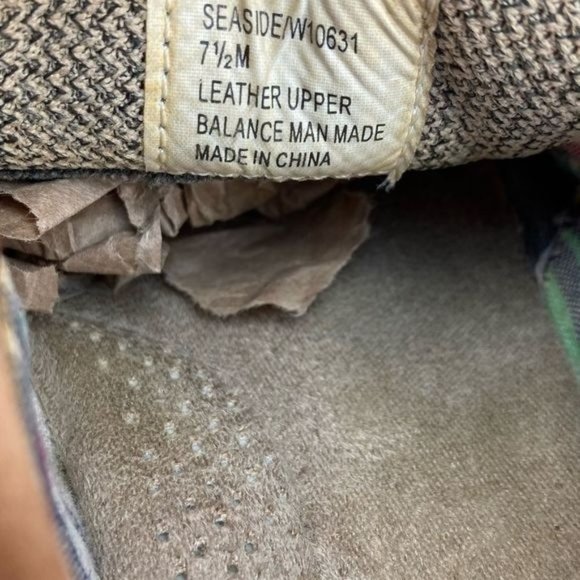 SEASIDE/W10631
7½M
LEATHER UPPER
BALANCE MAN MADE
MADE IN CHINA